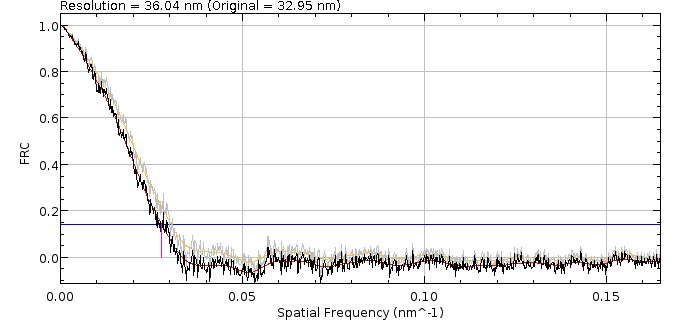 Resolution = 36.04 nm (Original = 32.95 nm)
1.0
0.8
0.6
0.4
0.2
0.0
FRC
0.00 0.05 0.10 0.15
Spatial Frequency (nm^-1)